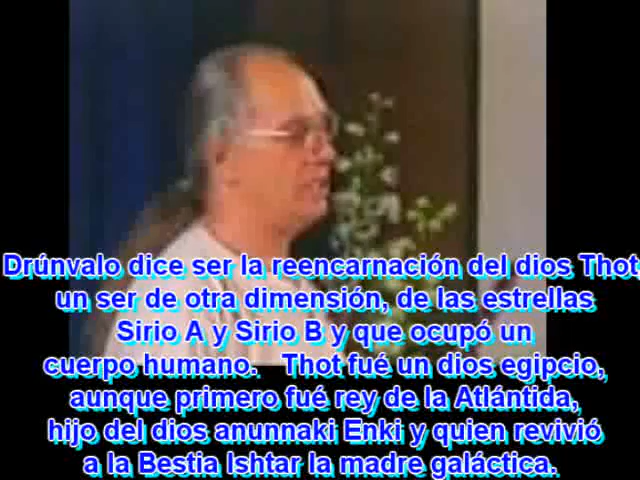 Drúnvalo dice ser la reencarnación del dios Thot
un ser de otra dimensión, de las estrellas
Sirio A y Sirio B y que ocupó un
cuerpo humano. Thot fué un dios egipcio,
aunque primero fué rey de la Atlántida,
hijo del dios anunnaki Enki y quien revivió
a la Bestia Ishtar la madre galáctica.